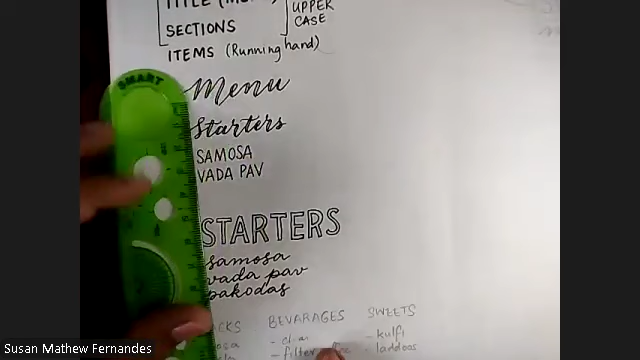 TITLE
UPPER
CASE
SECTIONS
ITEMS (Running hand)
SMART
Menu
Starters
SAMOSA
VADA PAV
STARTERS
samosa
vada pav
pakodas
BEVARAGES
SWEETS
- kulfi
- filter
- laddoos
Susan Mathew Fernandes